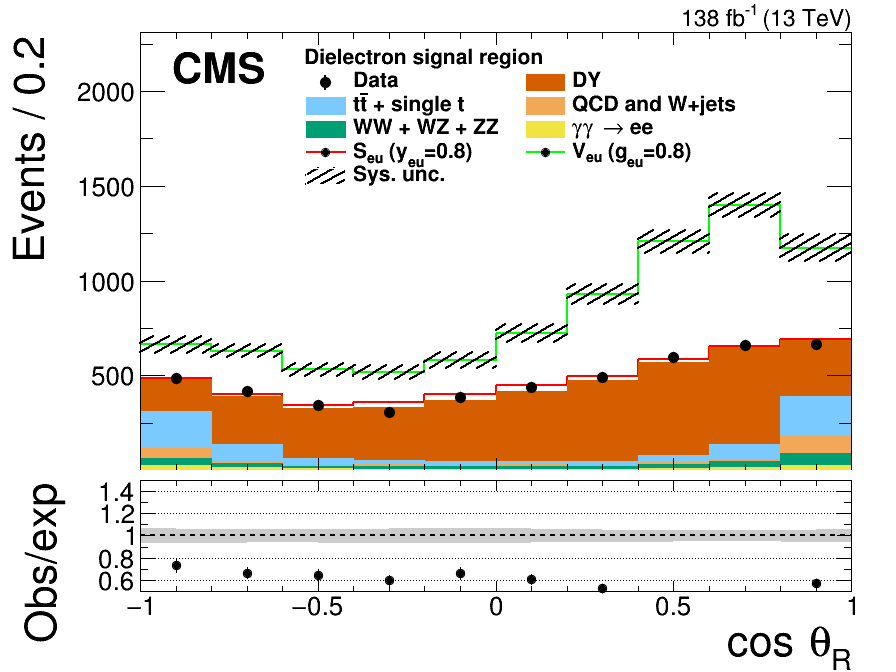 138 fb⁻¹ (13 TeV)
CMS
Dielectron signal region
Data
DY
tt̄ + single t
QCD and W+jets
WW + WZ + ZZ
γγ → ee
S_eu (y_eu=0.8)
V_eu (g_eu=0.8)
Sys. unc.
Events / 0.2
2000
1500
1000
500
Obs/exp
1.4
1.2
1
0.8
0.6
−1 −0.5 0 0.5 1
cos θ_R